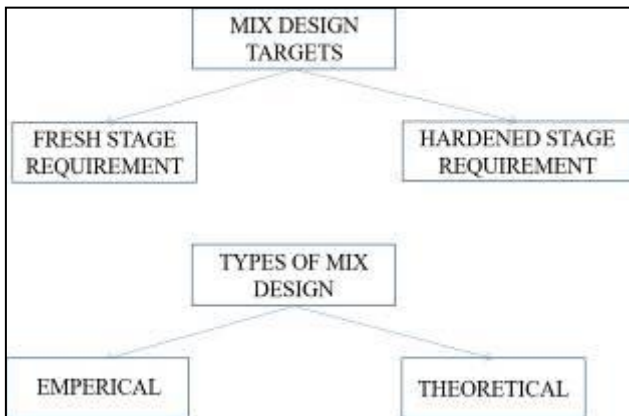 MIX DESIGN
TARGETS
FRESH STAGE
REQUIREMENT
HARDENED STAGE
REQUIREMENT
TYPES OF MIX
DESIGN
EMPERICAL
THEORETICAL